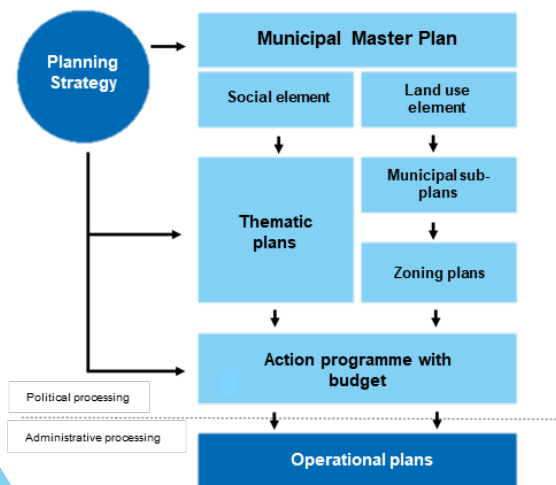 Planning
Strategy
Municipal Master Plan
Social element
Land use
element
Thematic
plans
Municipal sub-
plans
Zoning plans
Action programme with
budget
Political processing
Administrative processing
Operational plans